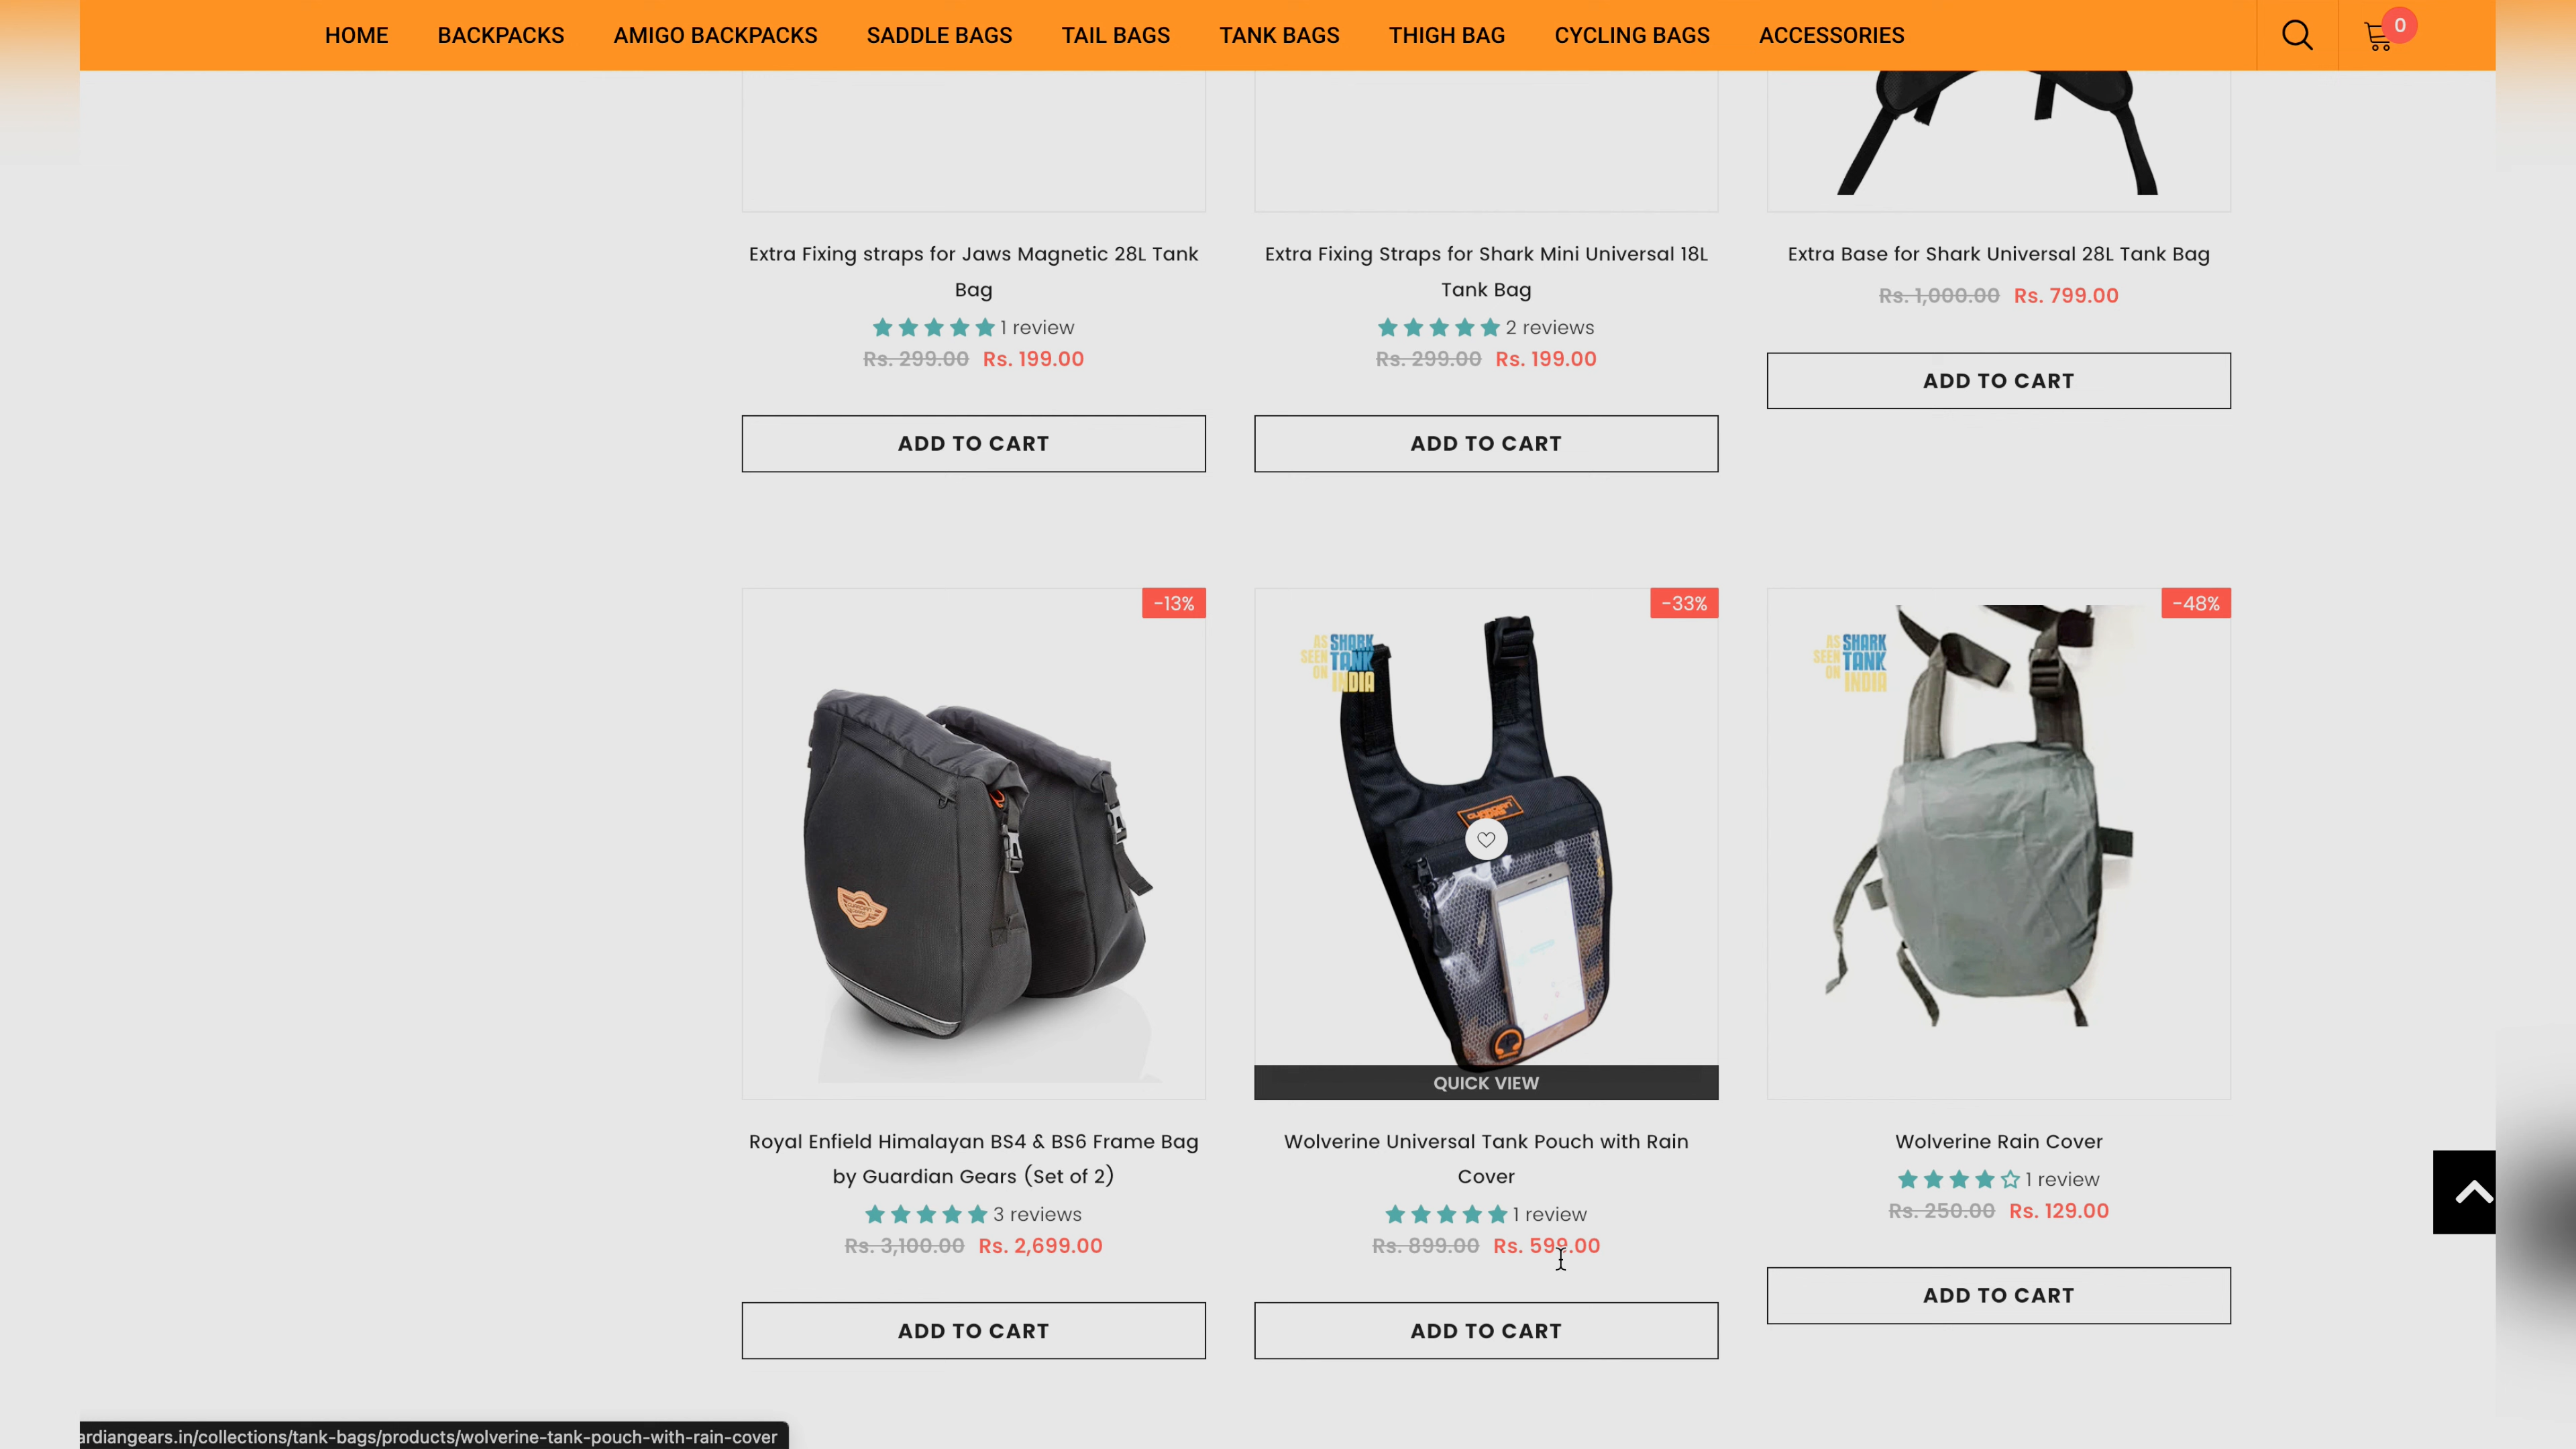 HOME BACKPACKS AMIGO BACKPACKS SADDLE BAGS TAIL BAGS TANK BAGS THIGH BAG CYCLING BAGS ACCESSORIES 0
Extra Fixing straps for Jaws Magnetic 28L Tank
Bag
1 review
Rs. 299.00 Rs. 199.00
ADD TO CART
Extra Fixing Straps for Shark Mini Universal 18L
Tank Bag
2 reviews
Rs. 299.00 Rs. 199.00
ADD TO CART
Extra Base for Shark Universal 28L Tank Bag
Rs. 1,000.00 Rs. 799.00
ADD TO CART
-13%
Royal Enfield Himalayan BS4 & BS6 Frame Bag
by Guardian Gears (Set of 2)
3 reviews
Rs. 3,100.00 Rs. 2,699.00
ADD TO CART
-33%
AS SHARK
SEEN TANK
ON INDIA
QUICK VIEW
Wolverine Universal Tank Pouch with Rain
Cover
1 review
Rs. 899.00 Rs. 599.00
ADD TO CART
-48%
AS SHARK
SEEN TANK
ON INDIA
Wolverine Rain Cover
1 review
Rs. 250.00 Rs. 129.00
ADD TO CART
ardiangears.in/collections/tank-bags/products/wolverine-tank-pouch-with-rain-cover